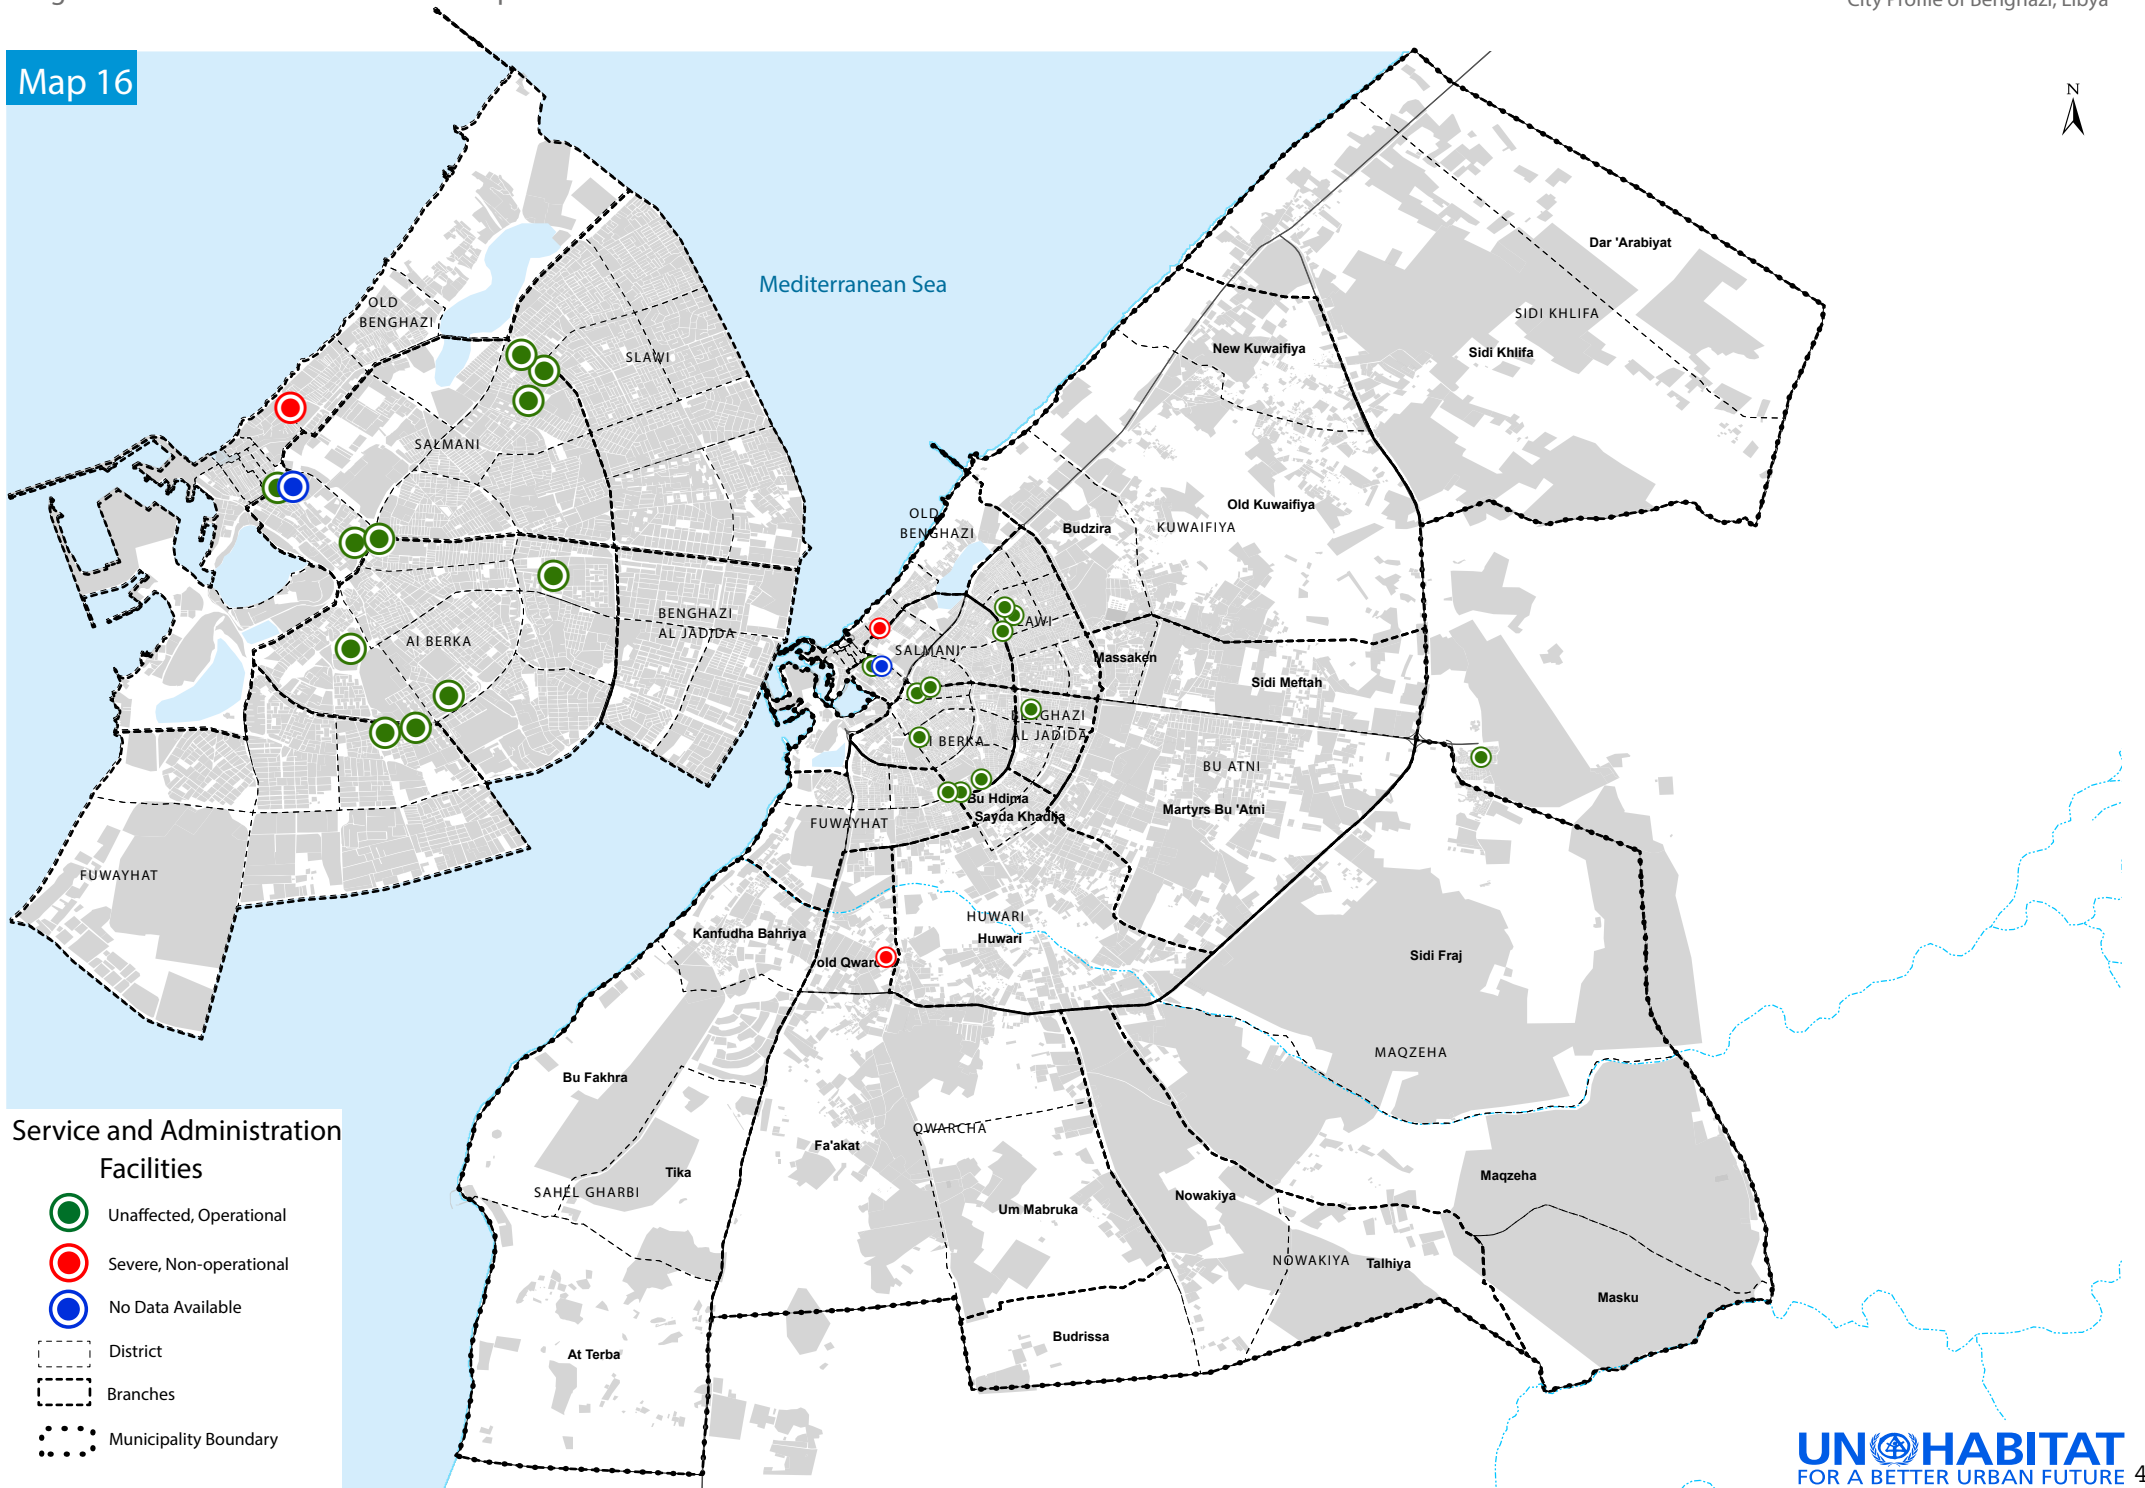 City Profile of Benghazi, Libya
Map 16
N
Mediterranean Sea
OLD
BENGHAZI
SLAWI
SALMANI
BENGHAZI
AL JADIDA
Al BERKA
FUWAYHAT
Dar 'Arabiyat
SIDI KHLIFA
Sidi Khlifa
New Kuwaifiya
Old Kuwaifiya
KUWAIFIYA
Budzira
OLD
BENGHAZI
SALMANI
Massaken
Sidi Meftah
AL JADIDA
BERKA
BU ATNI
Martyrs Bu 'Atni
Bu Hdima
Sayda Khadija
FUWAYHAT
HUWARI
Huwari
Kanfudha Bahriya
old
Sidi Fraj
MAQZEHA
Bu Fakhra
QWARCHA
Fa'akat
Tika
SAHEL GHARBI
Maqzeha
Nowakiya
Um Mabruka
NOWAKIYA
Talhiya
Masku
Budrissa
At Terba
Service and Administration
Facilities
Unaffected, Operational
Severe, Non-operational
No Data Available
District
Branches
Municipality Boundary
UN HABITAT
FOR A BETTER URBAN FUTURE
4